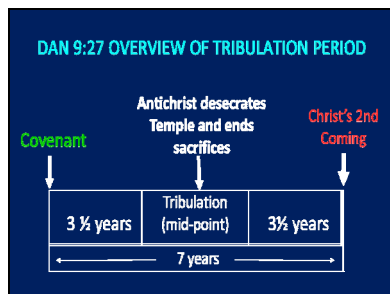 DAN 9:27 OVERVIEW OF TRIBULATION PERIOD
Antichrist desecrates
Temple and ends
sacrifices
Christ's 2nd
Coming
Covenant
3 ½ years
Tribulation
(mid-point)
3½ years
7 years